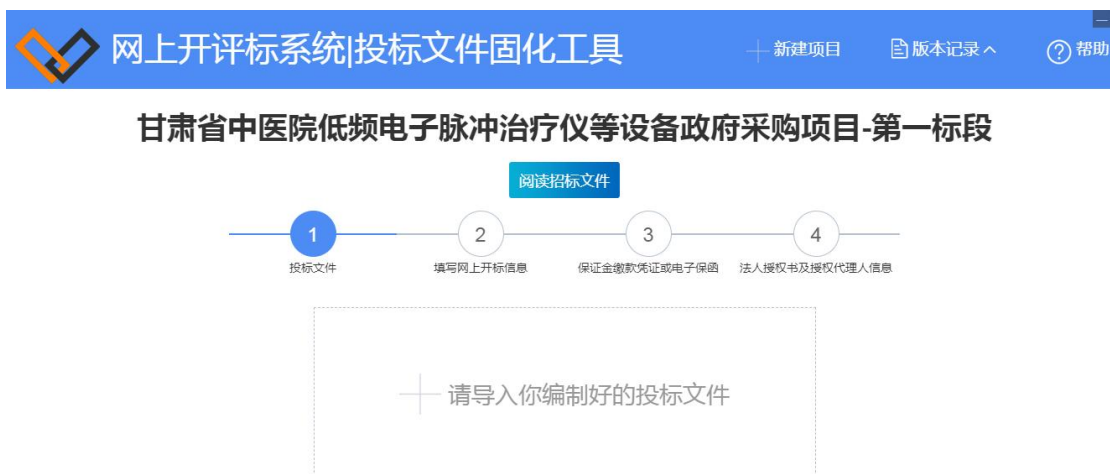 网上开评标系统|投标文件固化工具
新建项目
版本记录
帮助
甘肃省中医院低频电子脉冲治疗仪等设备政府采购项目-第一标段
阅读招标文件
1
2
3
4
投标文件
填写网上开标信息
保证金缴款凭证或电子保函
法人授权书及授权代理人信息
请导入你编制好的投标文件